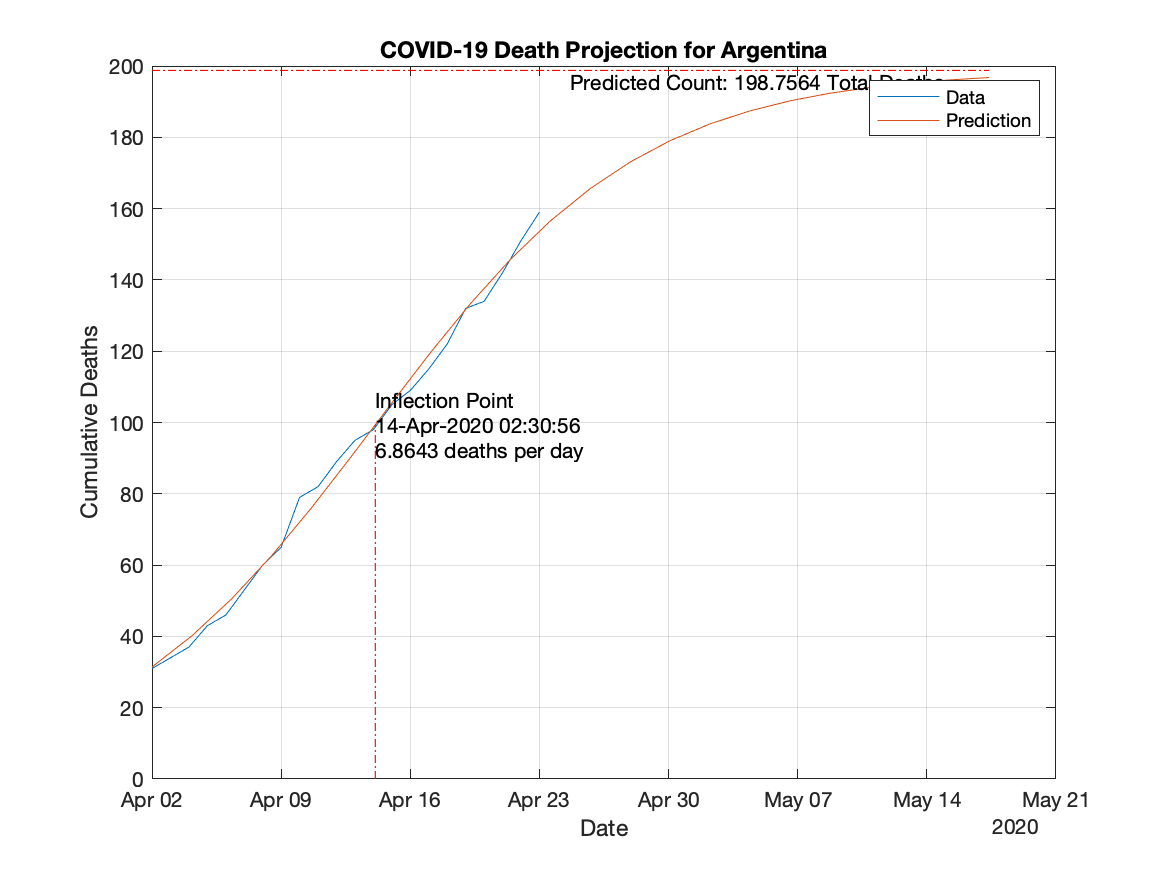 COVID-19 Death Projection for Argentina
Predicted Count: 198.7564 Total Deaths
Data
Prediction
Inflection Point
14-Apr-2020 02:30:56
6.8643 deaths per day
Cumulative Deaths
200
180
160
140
120
100
80
60
40
20
0
Apr 02 Apr 09 Apr 16 Apr 23 Apr 30 May 07 May 14 May 21
Date
2020